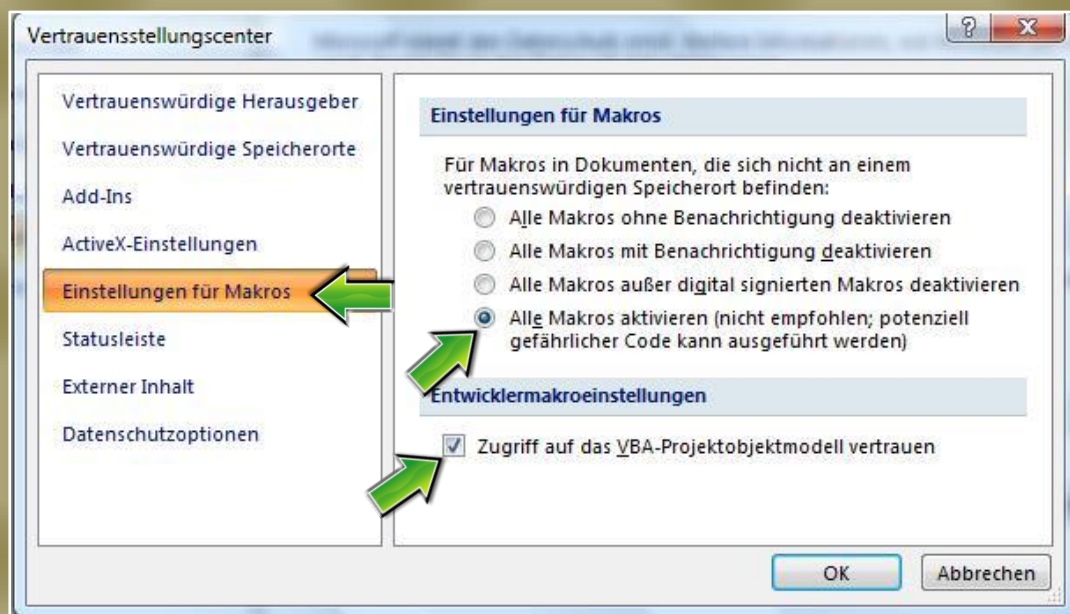 Vertrauensstellungscenter
Vertrauenswürdige Herausgeber
Vertrauenswürdige Speicherorte
Add-Ins
ActiveX-Einstellungen
Einstellungen für Makros
Statusleiste
Externer Inhalt
Datenschutzoptionen
Einstellungen für Makros
Für Makros in Dokumenten, die sich nicht an einem
vertrauenswürdigen Speicherort befinden:
Alle Makros ohne Benachrichtigung deaktivieren
Alle Makros mit Benachrichtigung deaktivieren
Alle Makros außer digital signierten Makros deaktivieren
Alle Makros aktivieren (nicht empfohlen; potenziell
gefährlicher Code kann ausgeführt werden)
Entwicklermakroeinstellungen
Zugriff auf das VBA-Projektobjektmodell vertrauen
OK
Abbrechen